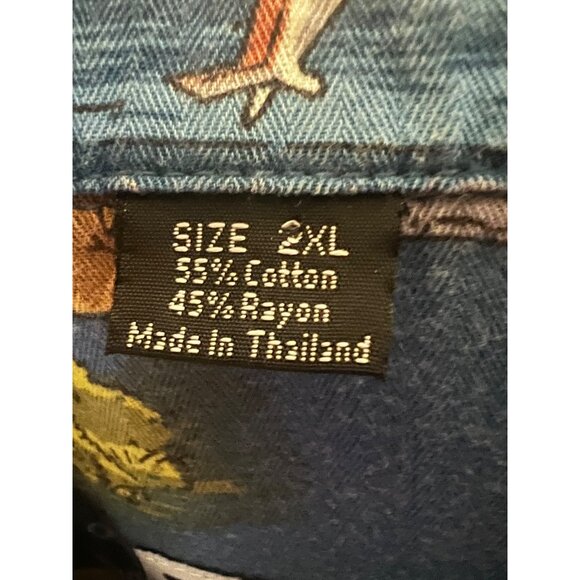 SIZE 2XL
55% Cotton
45% Rayon
Made In Thailand